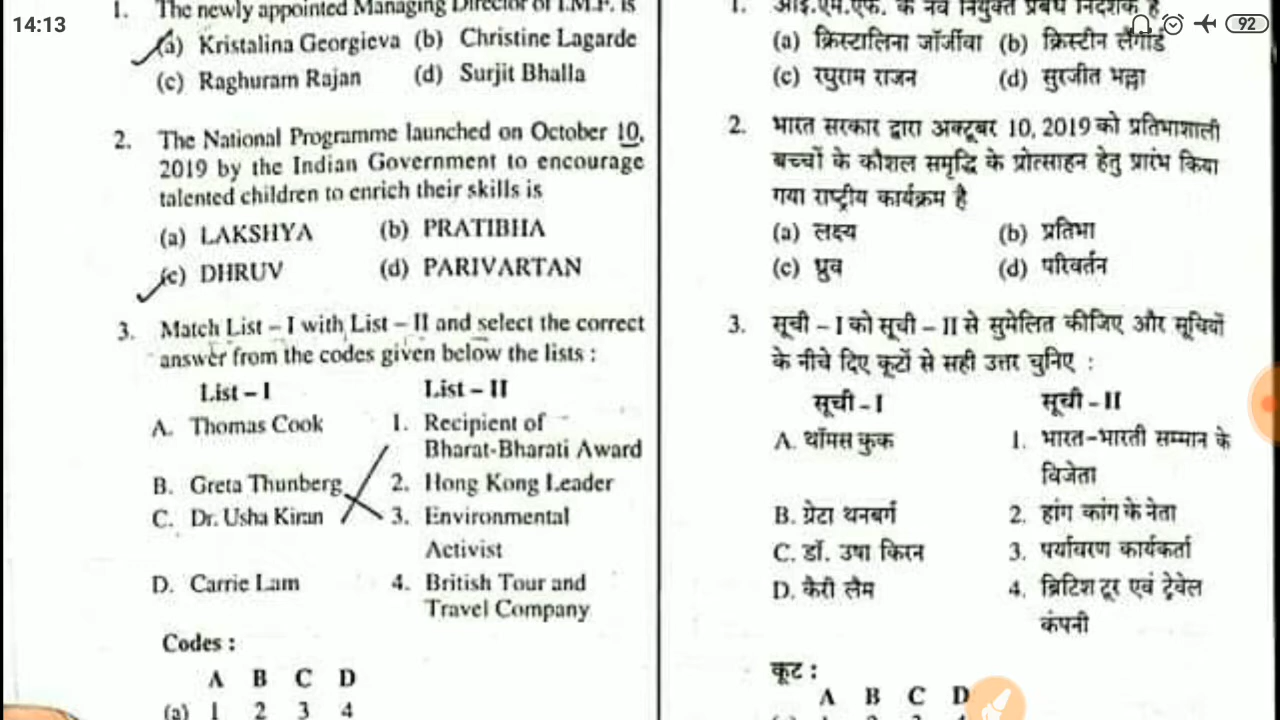 14:13
92
1. The newly appointed Managing Director of I.M.F. is
(a) Kristalina Georgieva (b) Christine Lagarde
(c) Raghuram Rajan (d) Surjit Bhalla
2. The National Programme launched on October 10,
2019 by the Indian Government to encourage
talented children to enrich their skills is
(a) LAKSHYA (b) PRATIBHA
(c) DHRUV (d) PARIVARTAN
3. Match List – I with List – II and select the correct
answer from the codes given below the lists :
List – I List – II
A. Thomas Cook 1. Recipient of
Bharat-Bharati Award
B. Greta Thunberg 2. Hong Kong Leader
C. Dr. Usha Kiran 3. Environmental
Activist
D. Carrie Lam 4. British Tour and
Travel Company
Codes :
A B C D
(a) 1 2 3 4
1. आई.एम.एफ. के नव नियुक्त प्रबंध निदेशक हैं
(a) क्रिस्टालिना जॉर्जीवा (b) क्रिस्टीन लैगार्ड
(c) रघुराम राजन (d) सुरजीत भल्ला
2. भारत सरकार द्वारा अक्टूबर 10, 2019 को प्रतिभाशाली
बच्चों के कौशल समृद्धि के प्रोत्साहन हेतु प्रारंभ किया
गया राष्ट्रीय कार्यक्रम है
(a) लक्ष्य (b) प्रतिभा
(c) ध्रुव (d) परिवर्तन
3. सूची – I को सूची – II से सुमेलित कीजिए और सूचियों
के नीचे दिए कूटों से सही उत्तर चुनिए :
सूची - I सूची - II
A. थॉमस कुक 1. भारत-भारती सम्मान के
विजेता
B. ग्रेटा थनबर्ग 2. हांग कांग के नेता
C. डॉ. उषा किरन 3. पर्यावरण कार्यकर्ता
D. कैरी लैम 4. ब्रिटिश टूर एवं ट्रेवेल
कंपनी
कूट :
A B C D